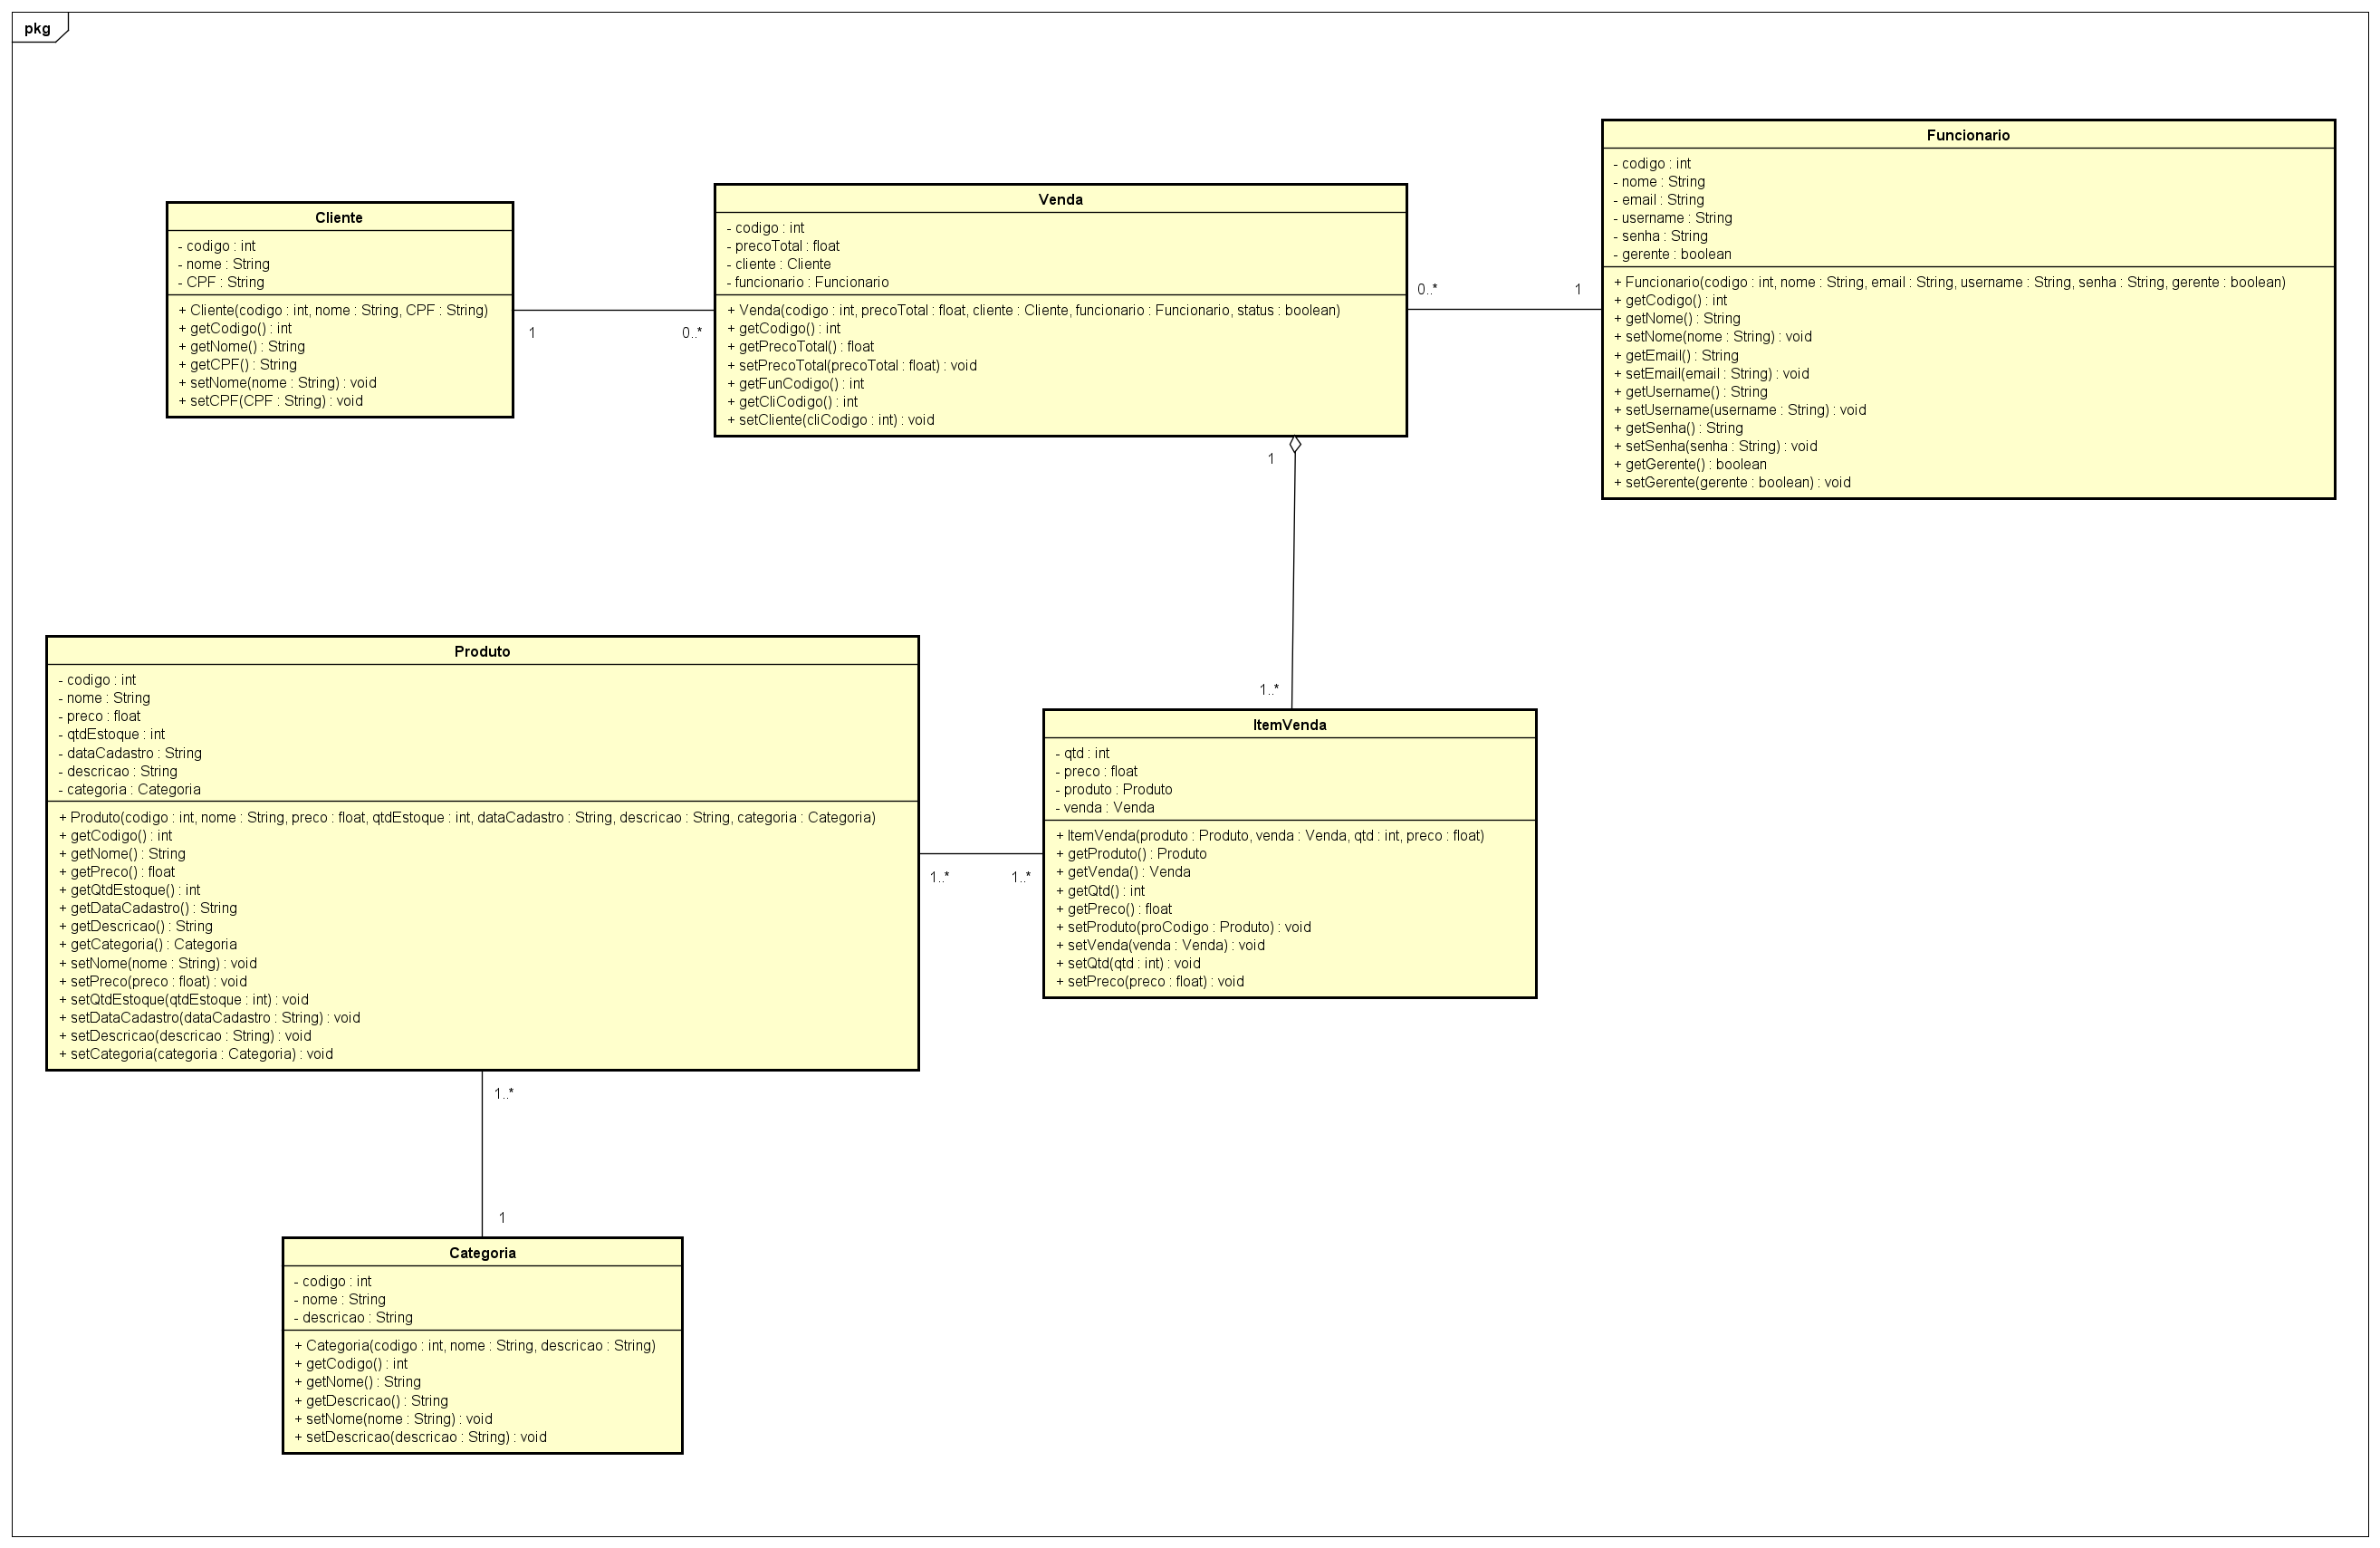 pkg
Cliente
- codigo : int
- nome : String
- CPF : String
+ Cliente(codigo : int, nome : String, CPF : String)
+ getCodigo() : int
+ getNome() : String
+ getCPF() : String
+ setNome(nome : String) : void
+ setCPF(CPF : String) : void
1
0..*
Venda
- codigo : int
- precoTotal : float
- cliente : Cliente
- funcionario : Funcionario
+ Venda(codigo : int, precoTotal : float, cliente : Cliente, funcionario : Funcionario, status : boolean)
+ getCodigo() : int
+ getPrecoTotal() : float
+ setPrecoTotal(precoTotal : float) : void
+ getFunCodigo() : int
+ getCliCodigo() : int
+ setCliente(cliCodigo : int) : void
0..*
1
Funcionario
- codigo : int
- nome : String
- email : String
- username : String
- senha : String
- gerente : boolean
+ Funcionario(codigo : int, nome : String, email : String, username : String, senha : String, gerente : boolean)
+ getCodigo() : int
+ getNome() : String
+ setNome(nome : String) : void
+ getEmail() : String
+ setEmail(email : String) : void
+ getUsername() : String
+ setUsername(username : String) : void
+ getSenha() : String
+ setSenha(senha : String) : void
+ getGerente() : boolean
+ setGerente(gerente : boolean) : void
1
1..*
Produto
- codigo : int
- nome : String
- preco : float
- qtdEstoque : int
- dataCadastro : String
- descricao : String
- categoria : Categoria
+ Produto(codigo : int, nome : String, preco : float, qtdEstoque : int, dataCadastro : String, descricao : String, categoria : Categoria)
+ getCodigo() : int
+ getNome() : String
+ getPreco() : float
+ getQtdEstoque() : int
+ getDataCadastro() : String
+ getDescricao() : String
+ getCategoria() : Categoria
+ setNome(nome : String) : void
+ setPreco(preco : float) : void
+ setQtdEstoque(qtdEstoque : int) : void
+ setDataCadastro(dataCadastro : String) : void
+ setDescricao(descricao : String) : void
+ setCategoria(categoria : Categoria) : void
1..*
1..*
ItemVenda
- qtd : int
- preco : float
- produto : Produto
- venda : Venda
+ ItemVenda(produto : Produto, venda : Venda, qtd : int, preco : float)
+ getProduto() : Produto
+ getVenda() : Venda
+ getQtd() : int
+ getPreco() : float
+ setProduto(proCodigo : Produto) : void
+ setVenda(venda : Venda) : void
+ setQtd(qtd : int) : void
+ setPreco(preco : float) : void
1..*
1
Categoria
- codigo : int
- nome : String
- descricao : String
+ Categoria(codigo : int, nome : String, descricao : String)
+ getCodigo() : int
+ getNome() : String
+ getDescricao() : String
+ setNome(nome : String) : void
+ setDescricao(descricao : String) : void